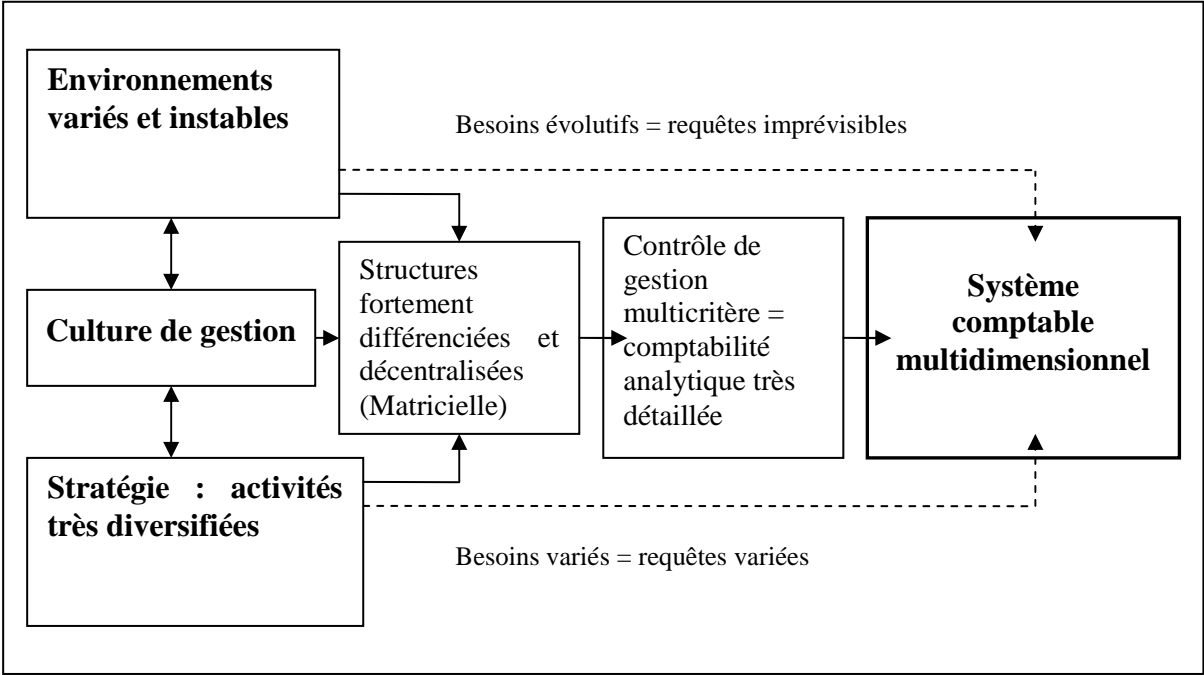 Environnements
variés et instables
Besoins évolutifs = requêtes imprévisibles
Culture de gestion
Structures
fortement
différenciées et
décentralisées
(Matricielle)
Contrôle de
gestion
multicritère =
comptabilité
analytique très
détaillée
Système
comptable
multidimensionnel
Stratégie : activités
très diversifiées
Besoins variés = requêtes variées